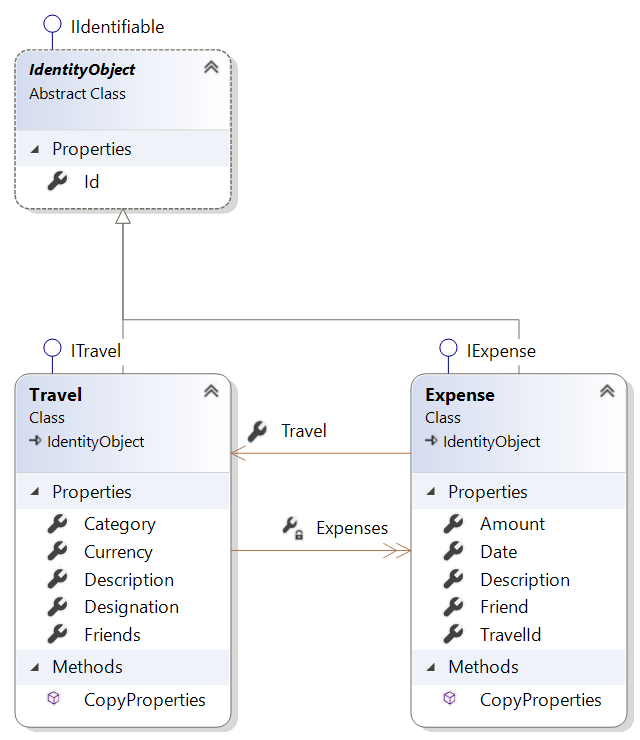 IIdentifiable
IdentityObject
Abstract Class
Properties
Id
ITravel
Travel
Class
IdentityObject
Properties
Category
Currency
Description
Designation
Friends
Methods
CopyProperties
Travel
Expenses
IExpense
Expense
Class
IdentityObject
Properties
Amount
Date
Description
Friend
TravelId
Methods
CopyProperties